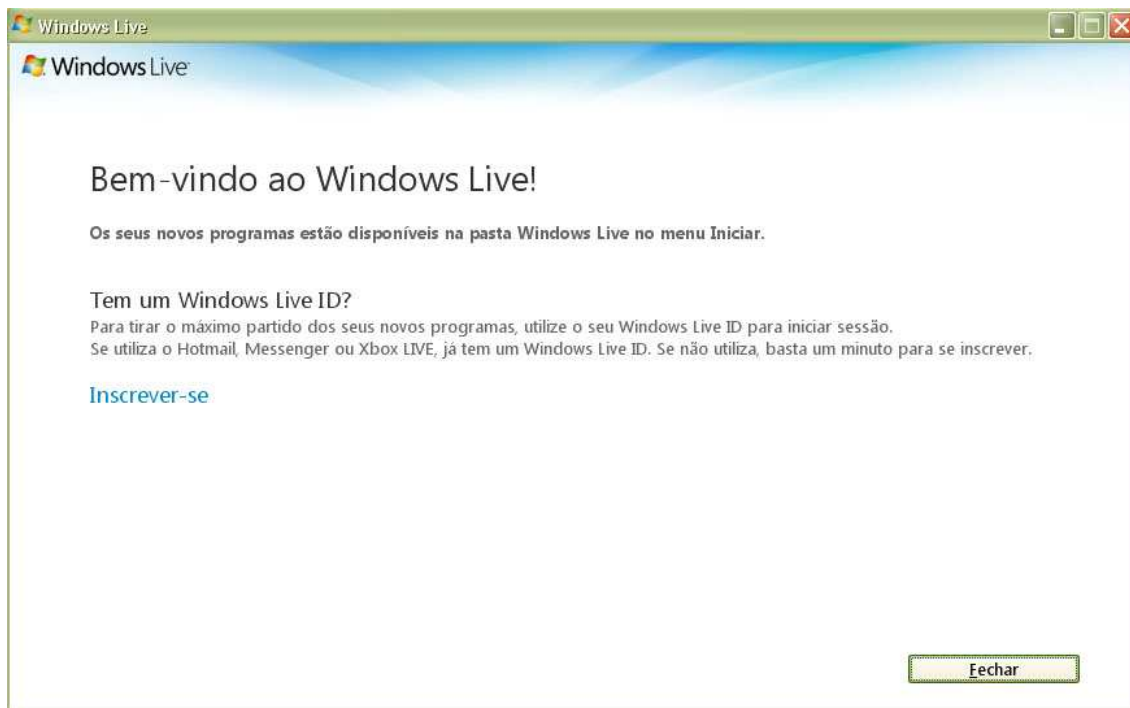 Windows Live
Windows Live
Bem-vindo ao Windows Live!
Os seus novos programas estão disponíveis na pasta Windows Live no menu Iniciar.
Tem um Windows Live ID?
Para tirar o máximo partido dos seus novos programas, utilize o seu Windows Live ID para iniciar sessão.
Se utiliza o Hotmail, Messenger ou Xbox LIVE, já tem um Windows Live ID. Se não utiliza, basta um minuto para se inscrever.
Inscrever-se
Fechar